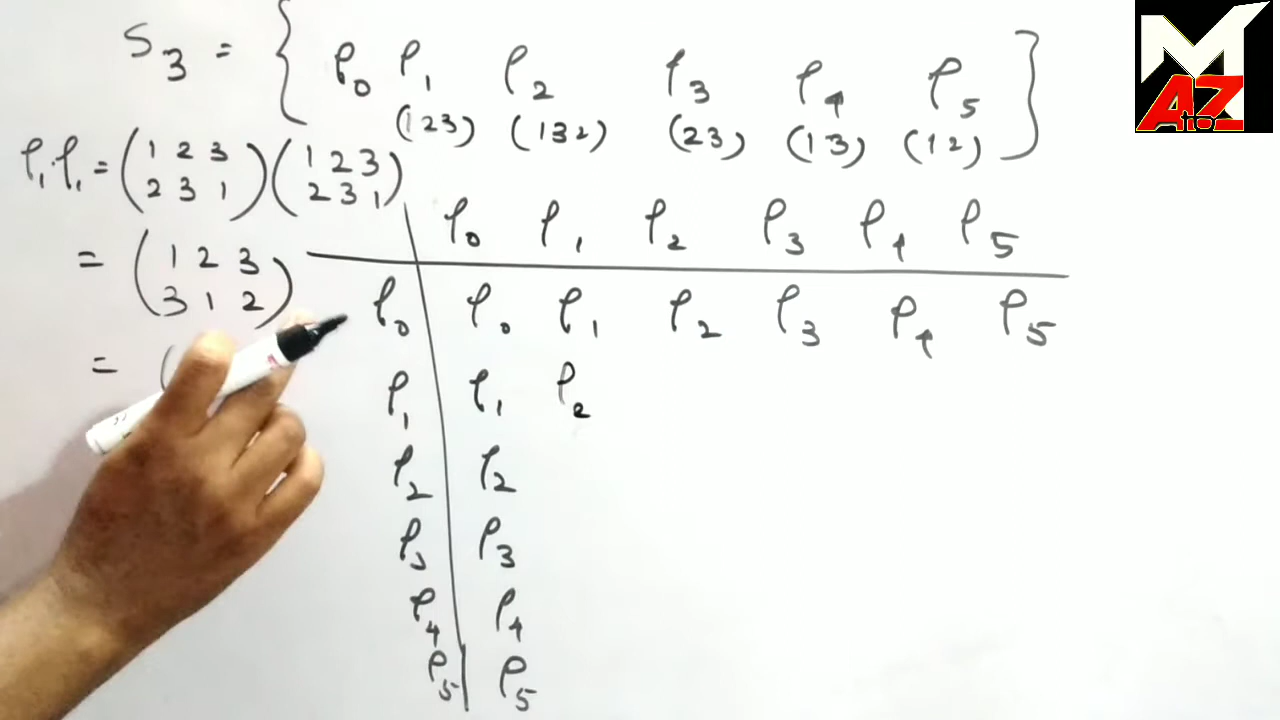 S₃ = { ρ₀ ρ₁ ρ₂ ρ₃ ρ₄ ρ₅ }
(123) (132) (23) (13) (12)
ρ₁ρ₁ = (1 2 3)(1 2 3)
2 3 1 2 3 1
= (1 2 3)
3 1 2
= (
ρ₀ ρ₁ ρ₂ ρ₃ ρ₄ ρ₅
ρ₀ ρ₀ ρ₁ ρ₂ ρ₃ ρ₄ ρ₅
ρ₁ ρ₁ ρ₂
ρ₂ ρ₂
ρ₃ ρ₃
ρ₄ ρ₄
ρ₅ ρ₅
M
AtoZ